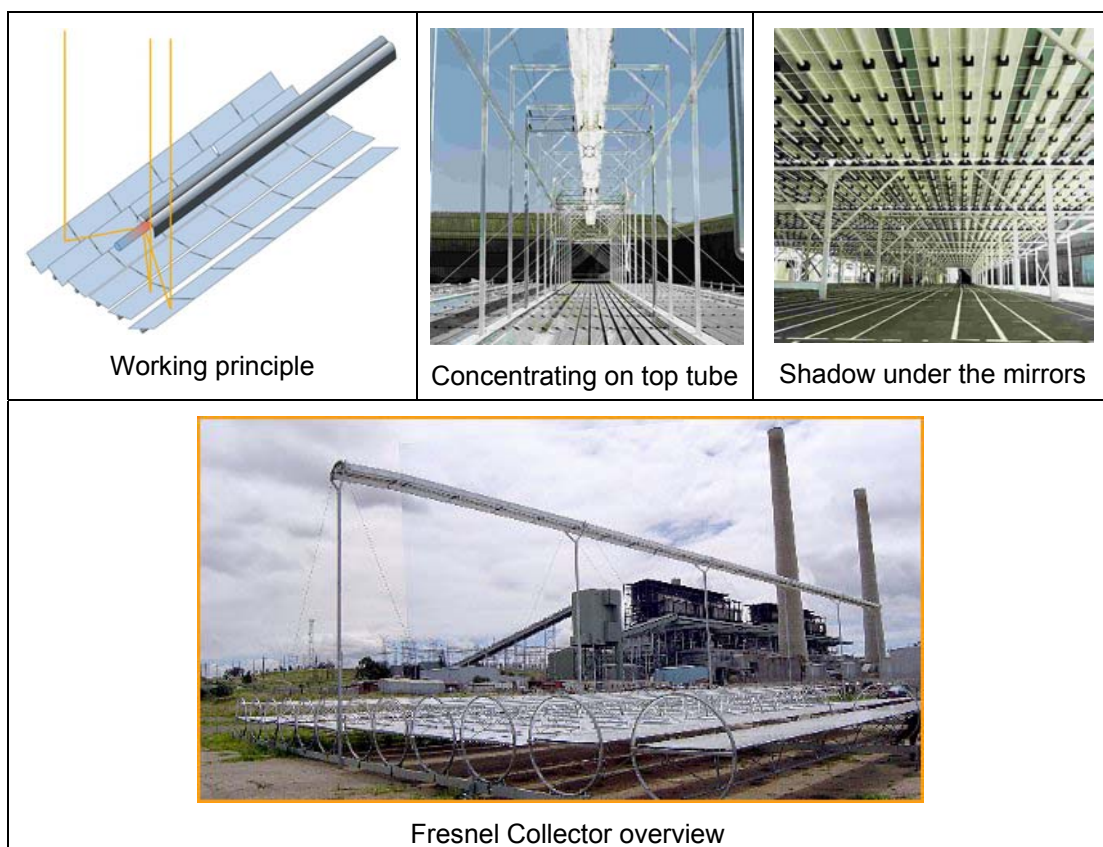 Working principle
Concentrating on top tube
Shadow under the mirrors
Fresnel Collector overview